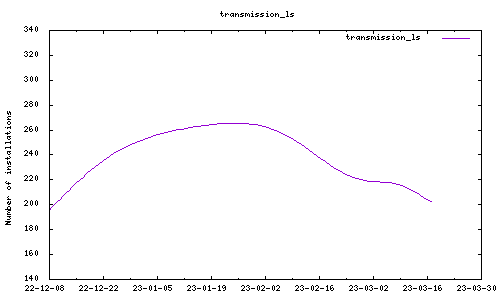 transmission_ls
transmission_ls
Number of installations
340
320
300
280
260
240
220
200
180
160
140
22-12-08 22-12-22 23-01-05 23-01-19 23-02-02 23-02-16 23-03-02 23-03-16 23-03-30